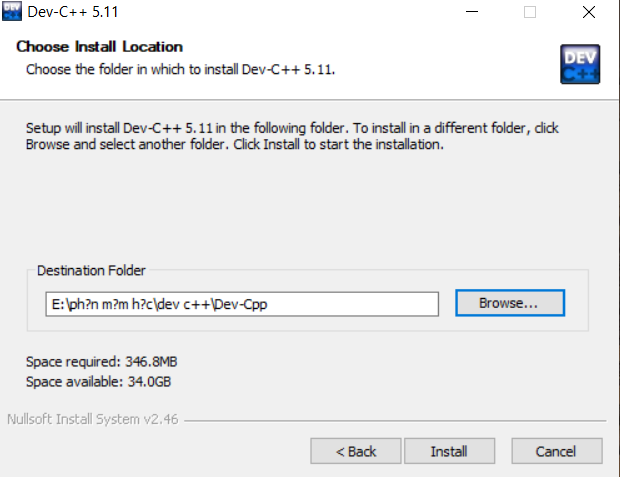 Dev-C++ 5.11
Choose Install Location
Choose the folder in which to install Dev-C++ 5.11.
DEV
C++
Setup will install Dev-C++ 5.11 in the following folder. To install in a different folder, click
Browse and select another folder. Click Install to start the installation.
Destination Folder
E:\ph?n m?m h?c\dev c++\Dev-Cpp
Browse...
Space required: 346.8MB
Space available: 34.0GB
Nullsoft Install System v2.46
< Back
Install
Cancel